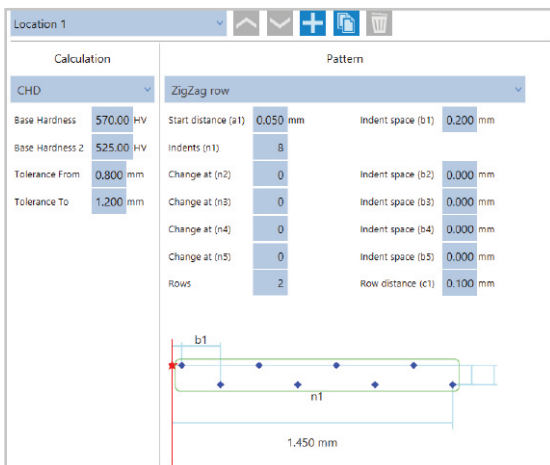 Location 1
Calculation
Pattern
CHD
ZigZag row
Base Hardness 570.00 HV
Start distance (a1) 0.050 mm
Indent space (b1) 0.200 mm
Base Hardness 2 525.00 HV
Indents (n1) 8
Tolerance From 0.800 mm
Change at (n2) 0
Indent space (b2) 0.000 mm
Tolerance To 1.200 mm
Change at (n3) 0
Indent space (b3) 0.000 mm
Change at (n4) 0
Indent space (b4) 0.000 mm
Change at (n5) 0
Indent space (b5) 0.000 mm
Rows 2
Row distance (c1) 0.100 mm
b1
n1
1.450 mm